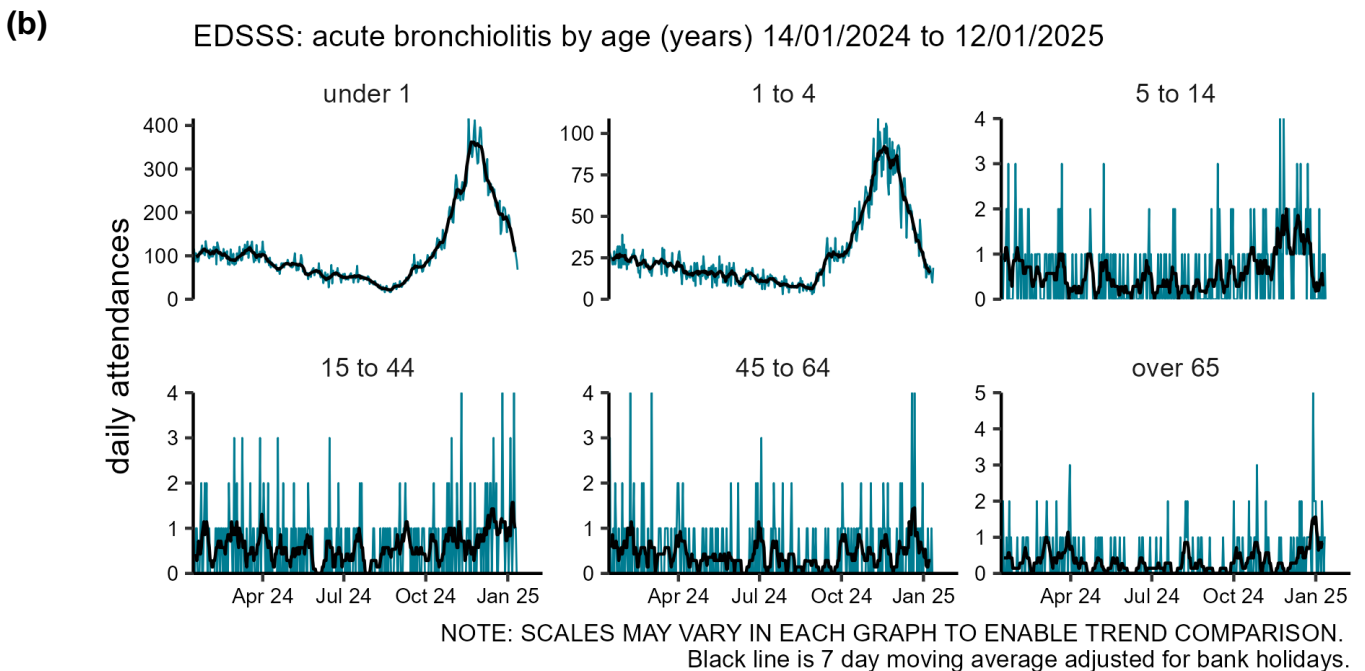 (b)
EDSSS: acute bronchiolitis by age (years) 14/01/2024 to 12/01/2025
under 1
1 to 4
5 to 14
400
300
200
100
0
100
75
50
25
0
4
3
2
1
0
daily attendances
15 to 44
45 to 64
over 65
4
3
2
1
0
4
3
2
1
0
5
4
3
2
1
0
Apr 24 Jul 24 Oct 24 Jan 25
Apr 24 Jul 24 Oct 24 Jan 25
Apr 24 Jul 24 Oct 24 Jan 25
NOTE: SCALES MAY VARY IN EACH GRAPH TO ENABLE TREND COMPARISON.
Black line is 7 day moving average adjusted for bank holidays.